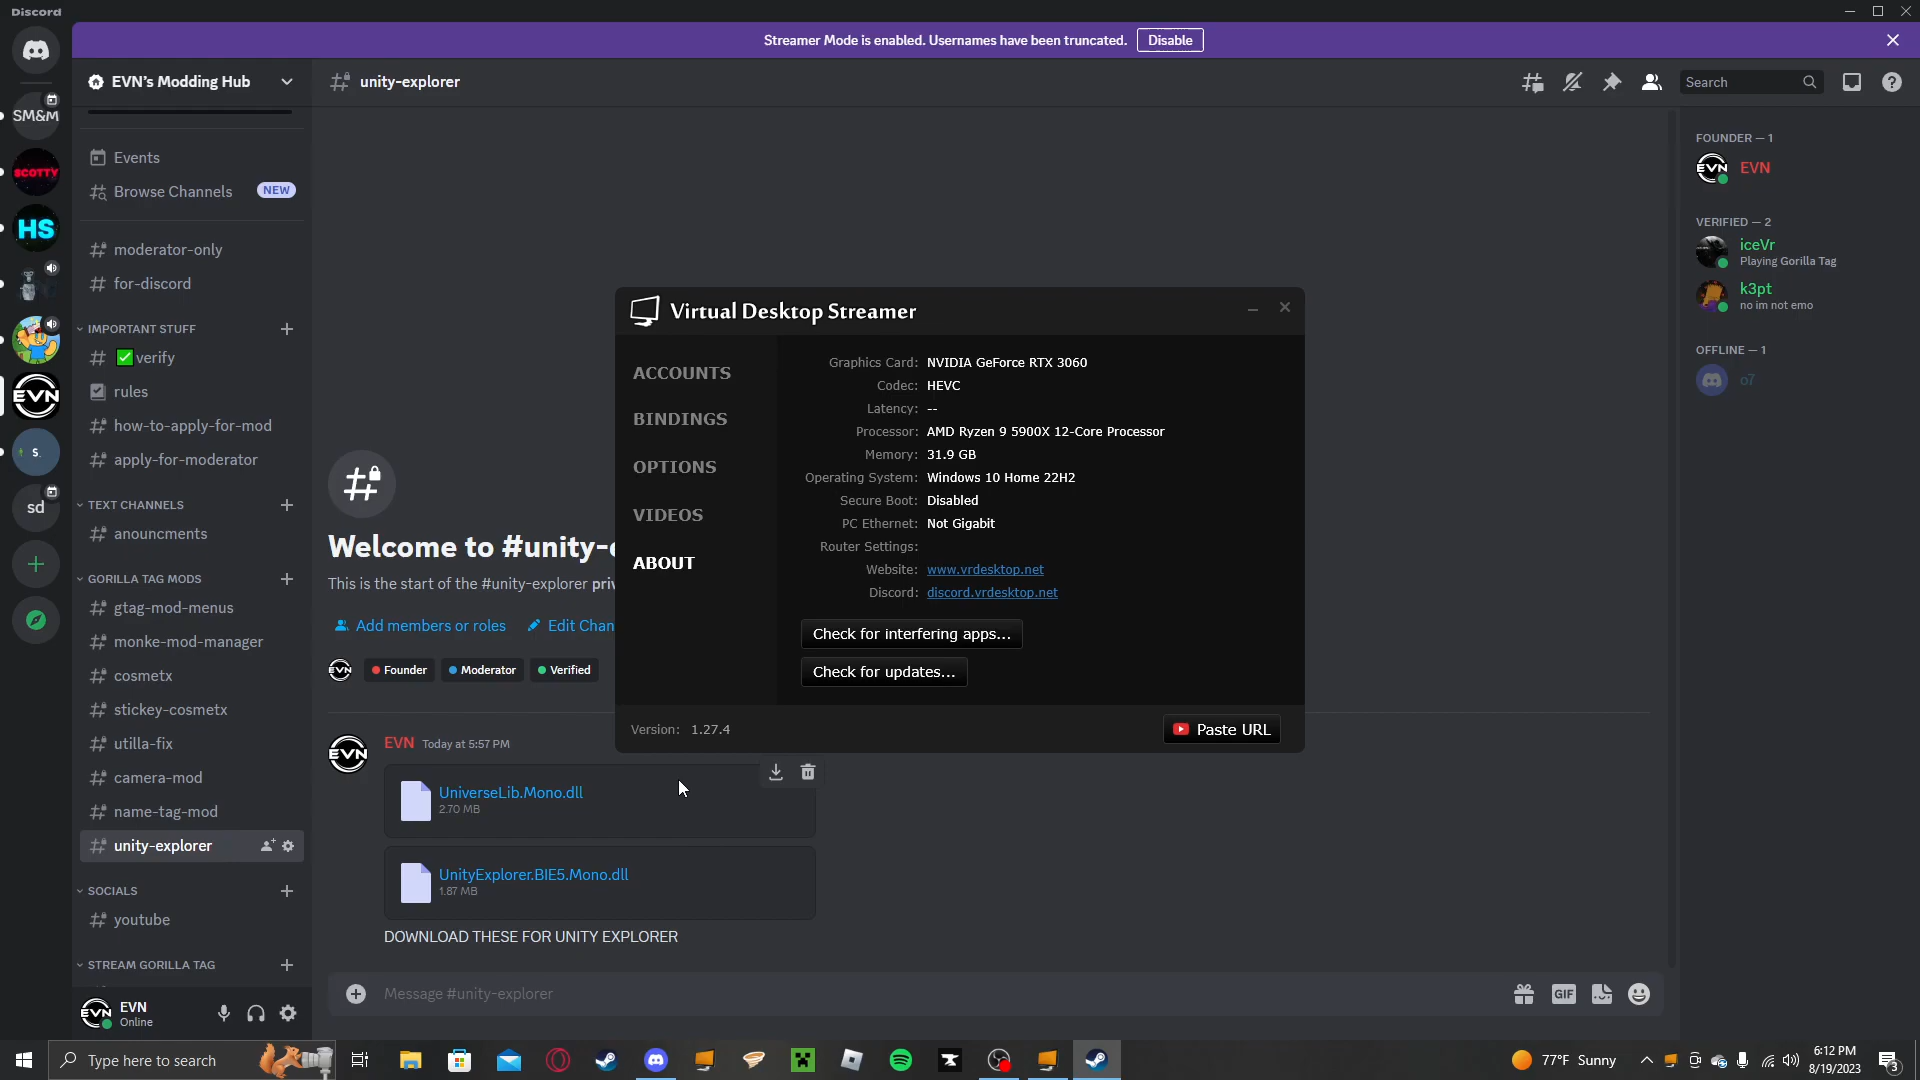 Discord
Streamer Mode is enabled. Usernames have been truncated.
Disable
EVN's Modding Hub
unity-explorer
Search
SM&M
SCOTTY
HS
EVN
S.
sd
Events
Browse Channels
NEW
moderator-only
for-discord
IMPORTANT STUFF
verify
rules
how-to-apply-for-mod
apply-for-moderator
TEXT CHANNELS
anouncments
GORILLA TAG MODS
gtag-mod-menus
monke-mod-manager
cosmetx
stickey-cosmetx
utilla-fix
camera-mod
name-tag-mod
unity-explorer
SOCIALS
youtube
STREAM GORILLA TAG
EVN
EVN
Online
Welcome to #unity-e
This is the start of the #unity-explorer priv
Add members or roles
Edit Chan
EVN
Founder
Moderator
Verified
EVN
EVN Today at 5:57 PM
UniverseLib.Mono.dll
2.70 MB
UnityExplorer.BIE5.Mono.dll
1.87 MB
DOWNLOAD THESE FOR UNITY EXPLORER
Message #unity-explorer
GIF
Virtual Desktop Streamer
ACCOUNTS
BINDINGS
OPTIONS
VIDEOS
ABOUT
Graphics Card: NVIDIA GeForce RTX 3060
Codec: HEVC
Latency: --
Processor: AMD Ryzen 9 5900X 12-Core Processor
Memory: 31.9 GB
Operating System: Windows 10 Home 22H2
Secure Boot: Disabled
PC Ethernet: Not Gigabit
Router Settings:
Website: www.vrdesktop.net
Discord: discord.vrdesktop.net
Check for interfering apps...
Check for updates...
Version: 1.27.4
Paste URL
FOUNDER — 1
EVN
EVN
VERIFIED — 2
iceVr
Playing Gorilla Tag
k3pt
no im not emo
OFFLINE — 1
o7
Type here to search
77°F Sunny
6:12 PM
8/19/2023
3